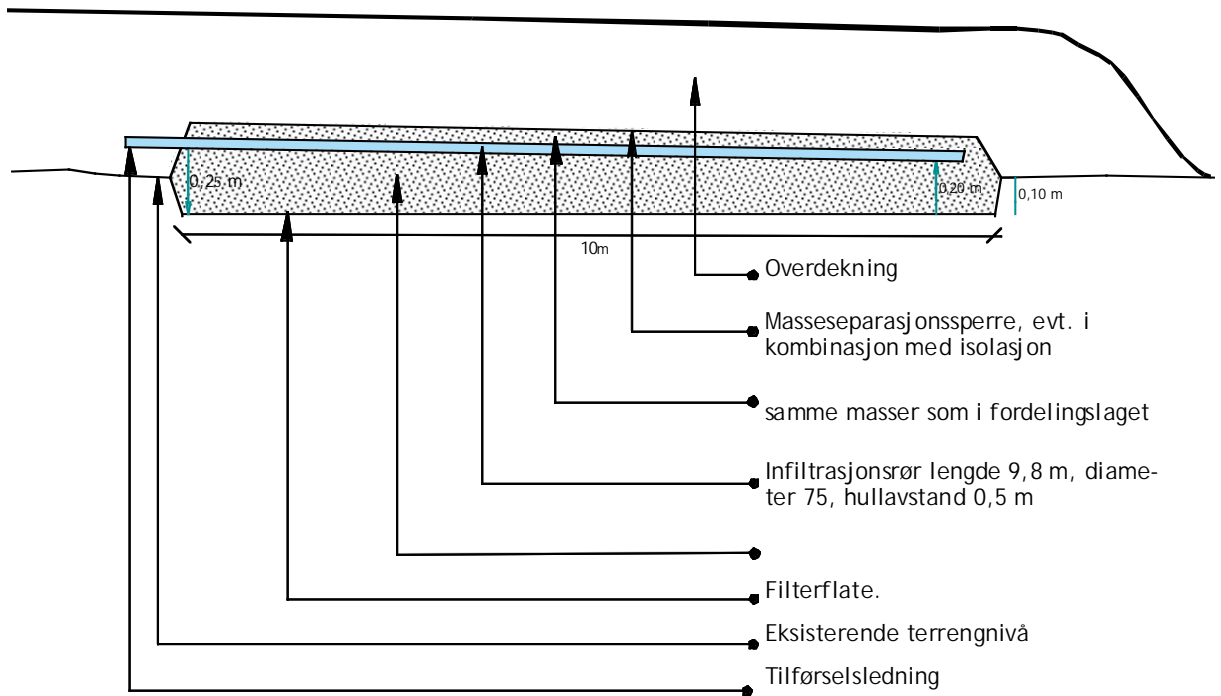 0,25 m
0,20 m
0,10 m
10m
Overdekning
Masseseparasjonssperre, evt. i
kombinasjon med isolasjon
samme masser som i fordelingslaget
Infiltrasjonsrør lengde 9,8 m, diame-
ter 75, hullavstand 0,5 m
Filterflate.
Eksisterende terrengnivå
Tilførselsledning